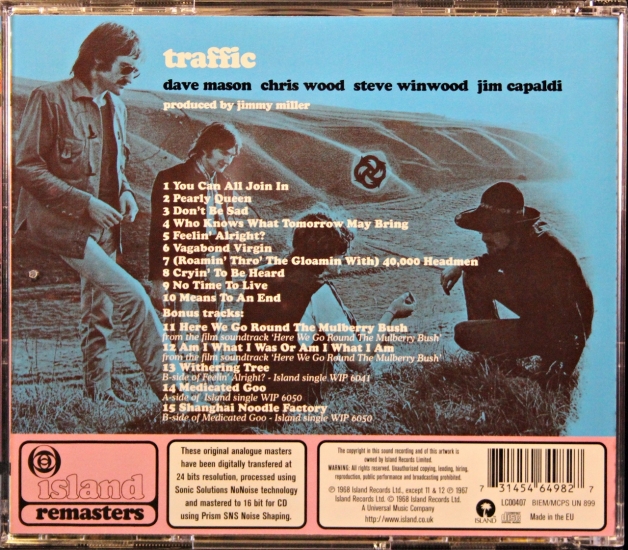 traffic
dave mason chris wood steve winwood jim capaldi
produced by jimmy miller
1 You Can All Join In
2 Pearly Queen
3 Don't Be Sad
4 Who Knows What Tomorrow May Bring
5 Feelin' Alright?
6 Vagabond Virgin
7 (Roamin' Thro' The Gloamin With) 40,000 Headmen
8 Cryin' To Be Heard
9 No Time To Live
10 Means To An End
Bonus tracks:
11 Here We Go Round The Mulberry Bush
from the film soundtrack 'Here We Go Round The Mulberry Bush'
12 Am I What I Was Or Am I What I Am
from the film soundtrack 'Here We Go Round The Mulberry Bush'
13 Withering Tree
B-side of Feelin' Alright? - Island single WIP 6041
14 Medicated Goo
A-side of Island single WIP 6050
15 Shanghai Noodle Factory
B-side of Medicated Goo - Island single WIP 6050
island
remasters
These original analogue masters
have been digitally transferred at
24 bits resolution, processed using
Sonic Solutions NoNoise technology
and mastered to 16 bit for CD
using Prism SNS Noise Shaping.
The copyright in this sound recording and of this artwork is
owned by Island Records Limited.
WARNING: All rights reserved. Unauthorized copying, lending, hiring,
reproduction, public performance and broadcasting prohibited.
℗ 1968 Island Records Ltd., except 11 & 12 ℗ 1967
Island Records Ltd. © 1968 Island Records Ltd.
A Universal Music Company
http://www.island.co.uk
7 31454 64982 7
LC00407 BIEM/MCPS UN 899
ISLAND
Made in the EU